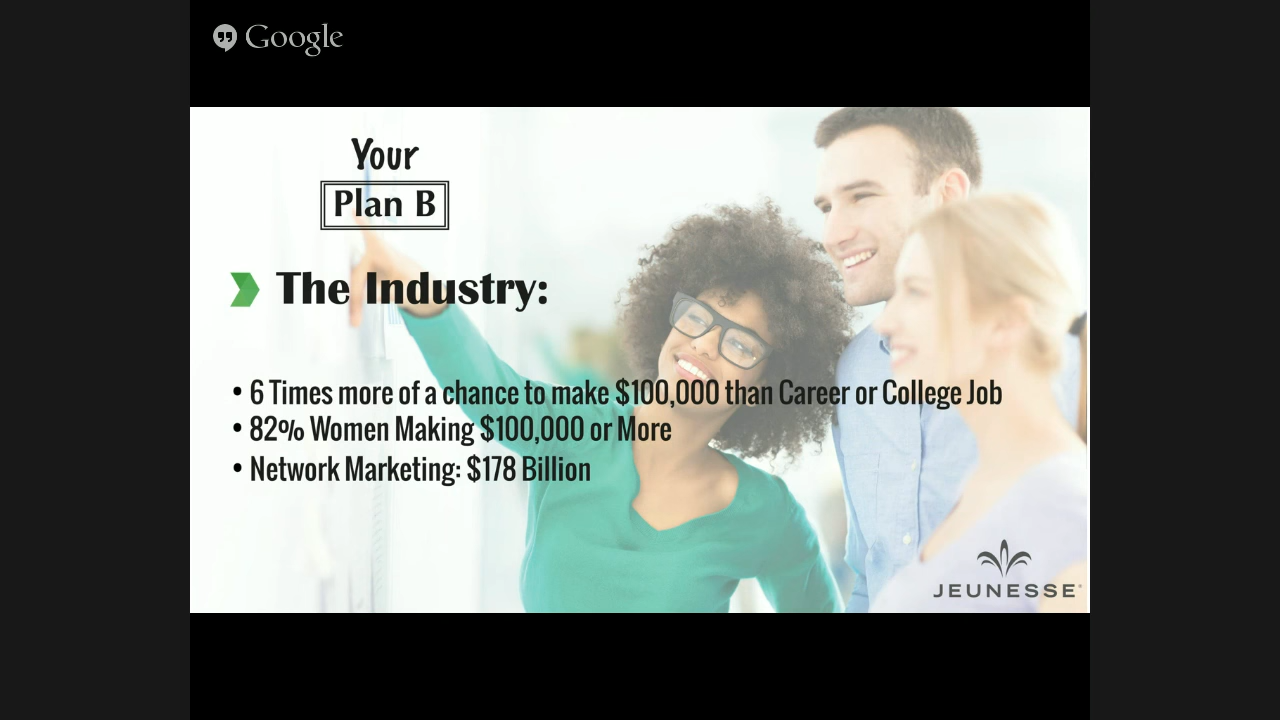 Google
Your
Plan B
The Industry:
• 6 Times more of a chance to make $100,000 than Career or College Job
• 82% Women Making $100,000 or More
• Network Marketing: $178 Billion
JEUNESSE®